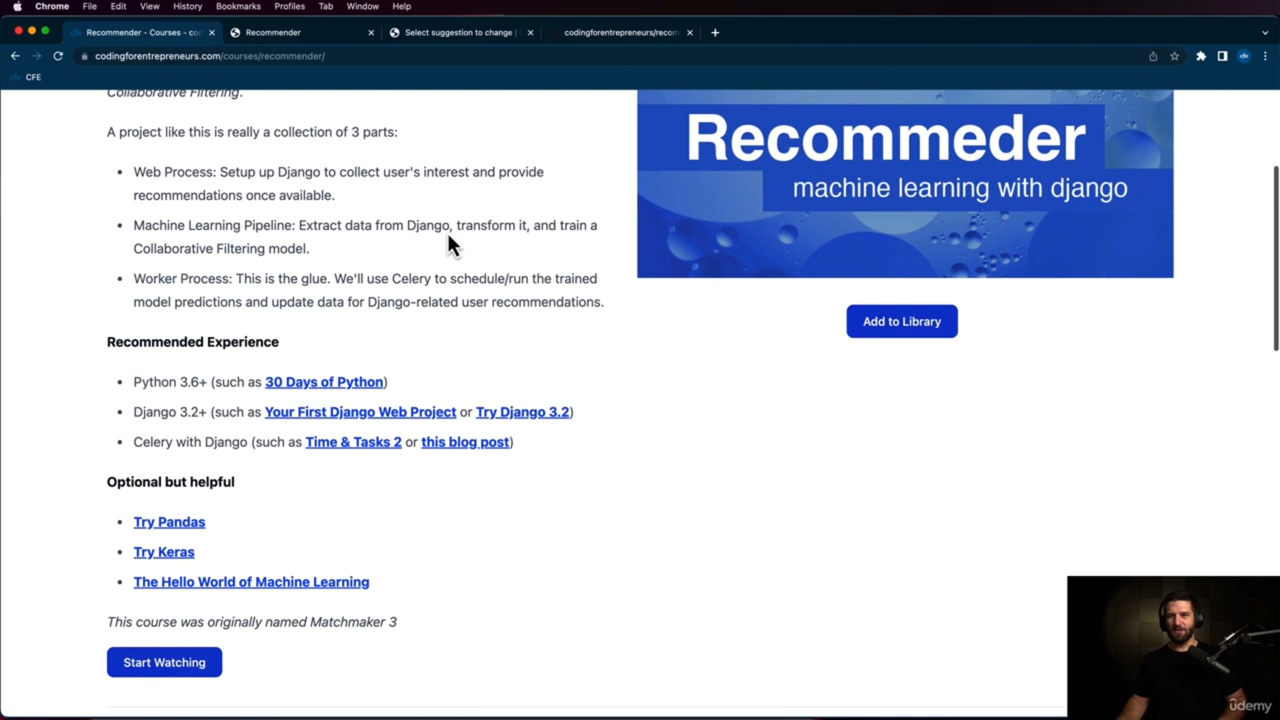 Chrome File Edit View History Bookmarks Profiles Tab Window Help
Recommender - Courses - co
Recommender
Select suggestion to change |
codingforentrepreneurs/recom
codingforentrepreneurs.com/courses/recommender/
CFE
Collaborative Filtering.
A project like this is really a collection of 3 parts:
Web Process: Setup up Django to collect user's interest and provide
recommendations once available.
Machine Learning Pipeline: Extract data from Django, transform it, and train a
Collaborative Filtering model.
Worker Process: This is the glue. We'll use Celery to schedule/run the trained
model predictions and update data for Django-related user recommendations.
Recommended Experience
Python 3.6+ (such as 30 Days of Python)
Django 3.2+ (such as Your First Django Web Project or Try Django 3.2)
Celery with Django (such as Time & Tasks 2 or this blog post)
Optional but helpful
Try Pandas
Try Keras
The Hello World of Machine Learning
This course was originally named Matchmaker 3
Start Watching
Recommeder
machine learning with django
Add to Library
udemy